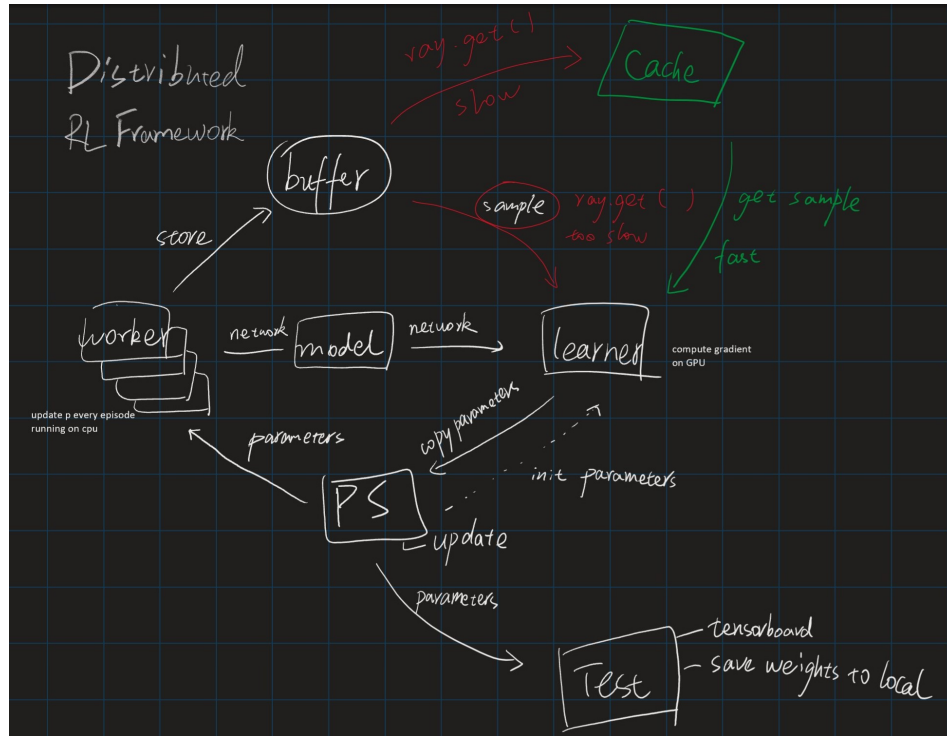 Distributed
RL Framework
ray.get()
slow
Cache
buffer
sample
ray.get( )
too slow
get sample
fast
store
worker
network
model
network
learner
compute gradient
on GPU
update p every episode
running on cpu
parameters
copy parameters
init parameters
PS
update
parameters
Test
tensorboard
save weights to local